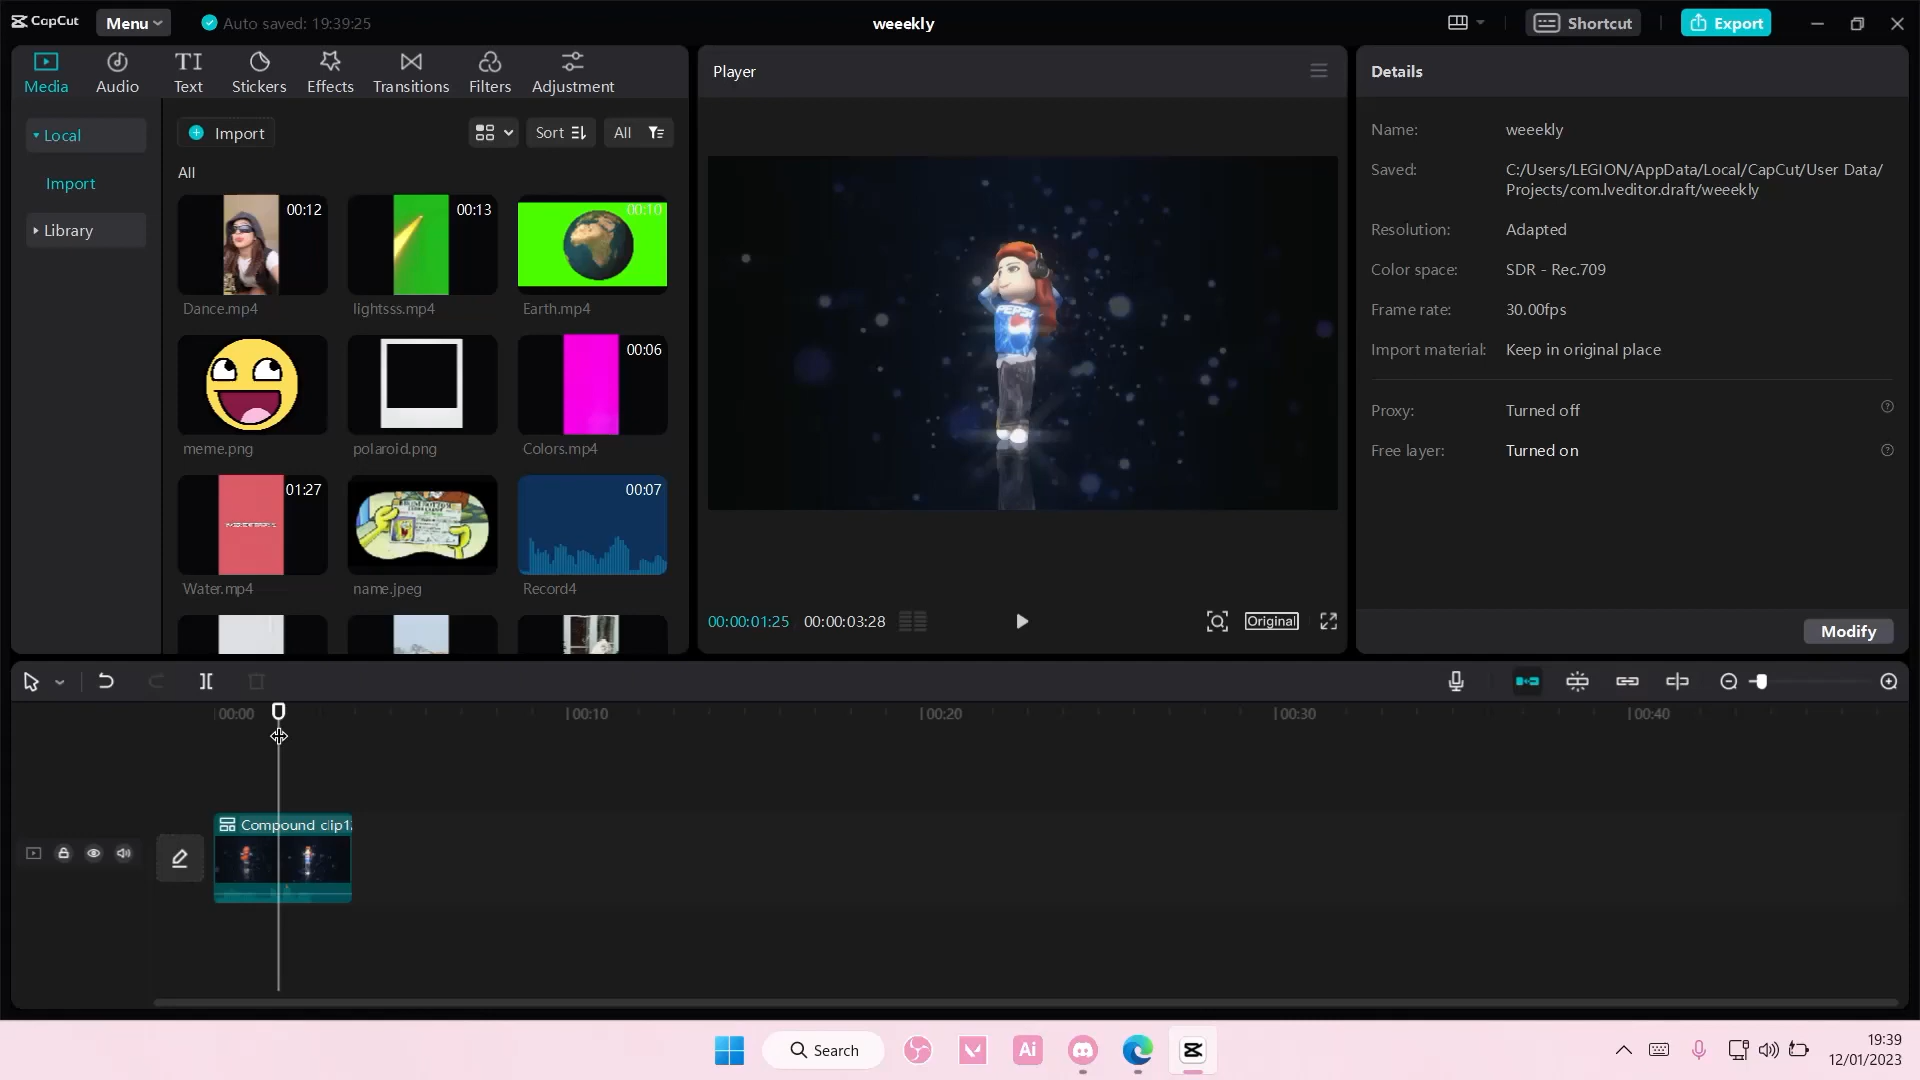 CapCut
Menu
Auto saved: 19:39:25
weeekly
Shortcut
Export
Media
Audio
TI
Text
Stickers
Effects
Transitions
Filters
Adjustment
Player
Details
Local
Import
Library
Import
Sort
All
All
00:12
00:13
00:10
Dance.mp4
lightsss.mp4
Earth.mp4
00:06
meme.png
polaroid.png
Colors.mp4
01:27
00:07
Water.mp4
name.jpeg
Record4
PEPSI
00:00:01:25
00:00:03:28
Original
Name:
weeekly
Saved:
C:/Users/LEGION/AppData/Local/CapCut/User Data/
Projects/com.lveditor.draft/weeekly
Resolution:
Adapted
Color space:
SDR - Rec.709
Frame rate:
30.00fps
Import material:
Keep in original place
Proxy:
Turned off
Free layer:
Turned on
Modify
00:00
00:10
00:20
00:30
00:40
Compound clip1
Search
Ai
19:39
12/01/2023